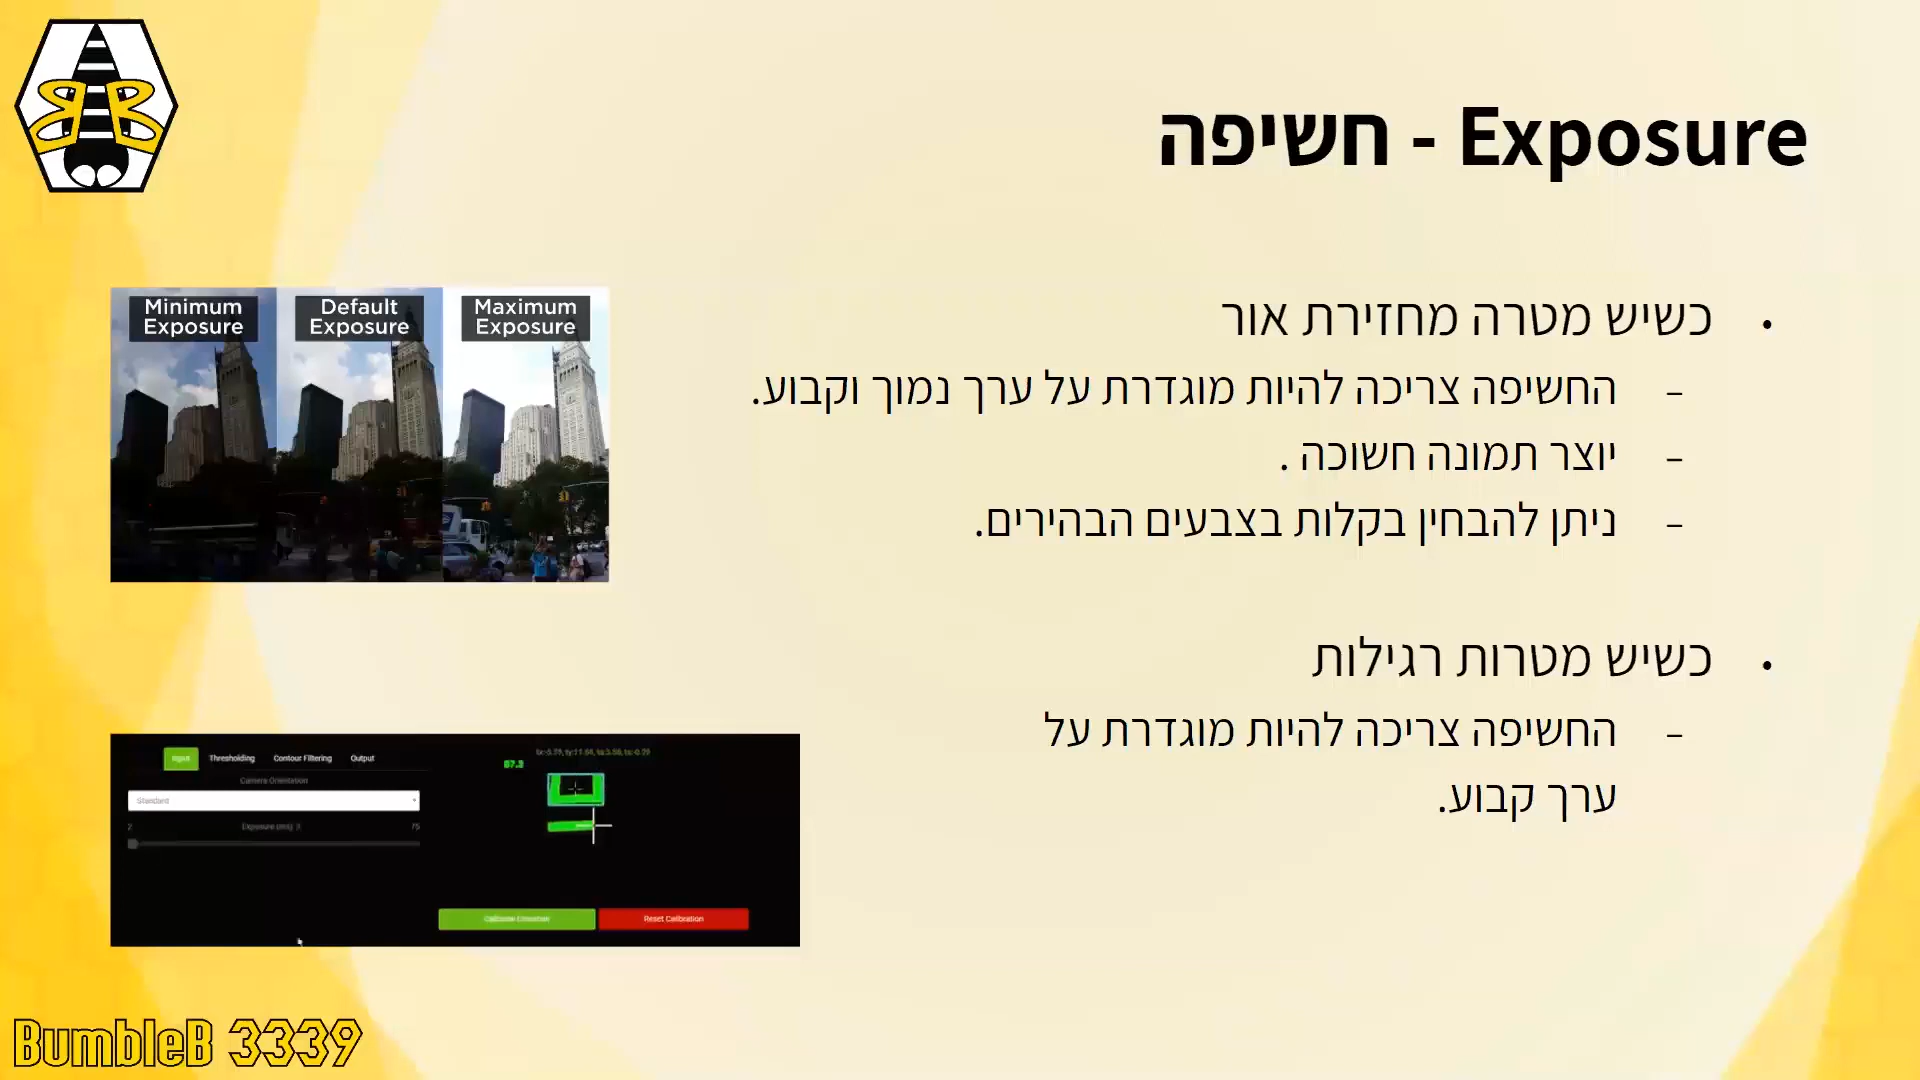 Exposure - חשיפה
• כשיש מטרה מחזירת אור
– החשיפה צריכה להיות מוגדרת על ערך נמוך וקבוע.
– יוצר תמונה חשוכה .
– ניתן להבחין בקלות בצבעים הבהירים.
• כשיש מטרות רגילות
– החשיפה צריכה להיות מוגדרת על
ערך קבוע.
Minimum Exposure
Default Exposure
Maximum Exposure
Input Thresholding Contour Filtering Output
Camera Orientation
Standard
2 Exposure 75
Reset Calibration
BumbleB 3339